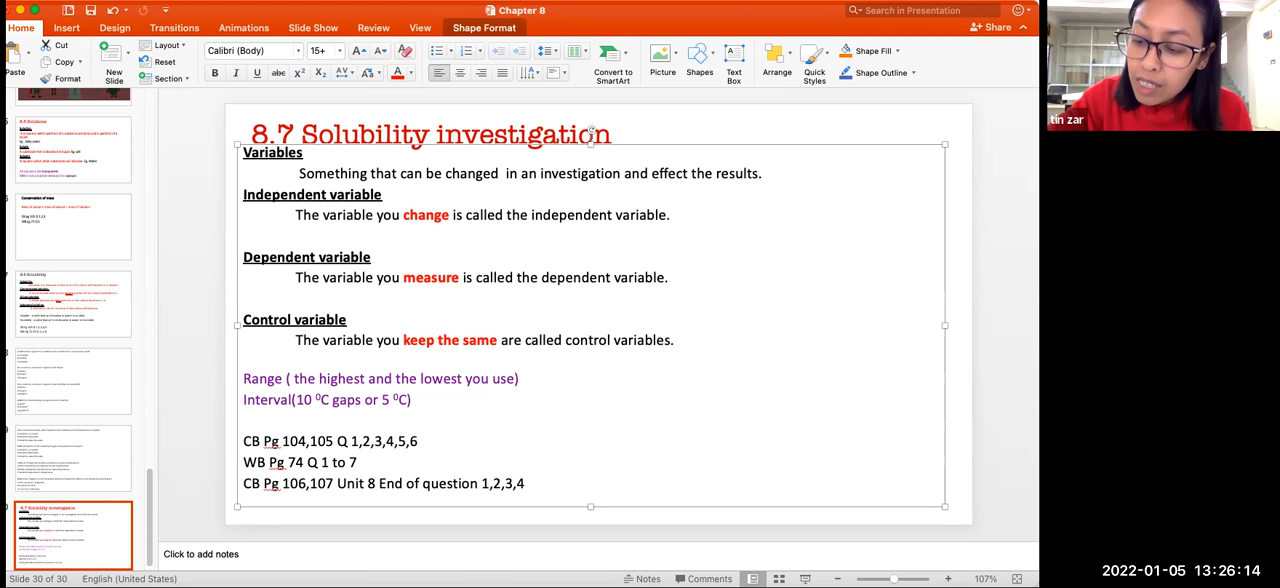 Chapter 8
Search in Presentation
Home Insert Design Transitions Animations Slide Show Review View Shape Format
Share
Paste
Cut
Copy
Format
New Slide
Layout
Reset
Section
Calibri (Body) 15+
Convert to SmartArt
Picture
Shapes
Text Box
Arrange
Quick Styles
Shape Fill
Shape Outline
tin zar
8.7 Solubility investigation
Variables
Something that can be changed in an investigation and effect the results.
Independent variable
The variable you change is called the independent variable.
Dependent variable
The variable you measure is called the dependent variable.
Control variable
The variable you keep the same are called control variables.
Range ( the highest and the lowest you use)
Interval(10 ⁰C gaps or 5 ⁰C)
CB Pg 104,105 Q 1,2,3,4,5,6
WB Pg 74 Q 1 to 7
CB Pg 106,107 Unit 8 End of question 1,2,3,4
Click to add notes
Slide 30 of 30 English (United States)
Notes Comments 107%
2022-01-05 13:26:14